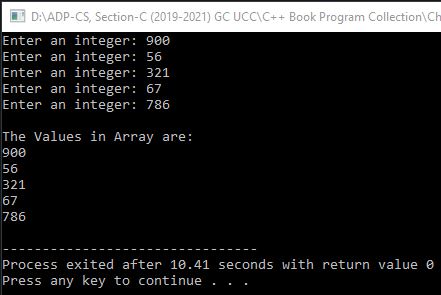 D:\ADP-CS, Section-C (2019-2021) GC UCC\C++ Book Program Collection\Ch
Enter an integer: 900
Enter an integer: 56
Enter an integer: 321
Enter an integer: 67
Enter an integer: 786
The Values in Array are:
900
56
321
67
786
--------------------------------
Process exited after 10.41 seconds with return value 0
Press any key to continue . . .